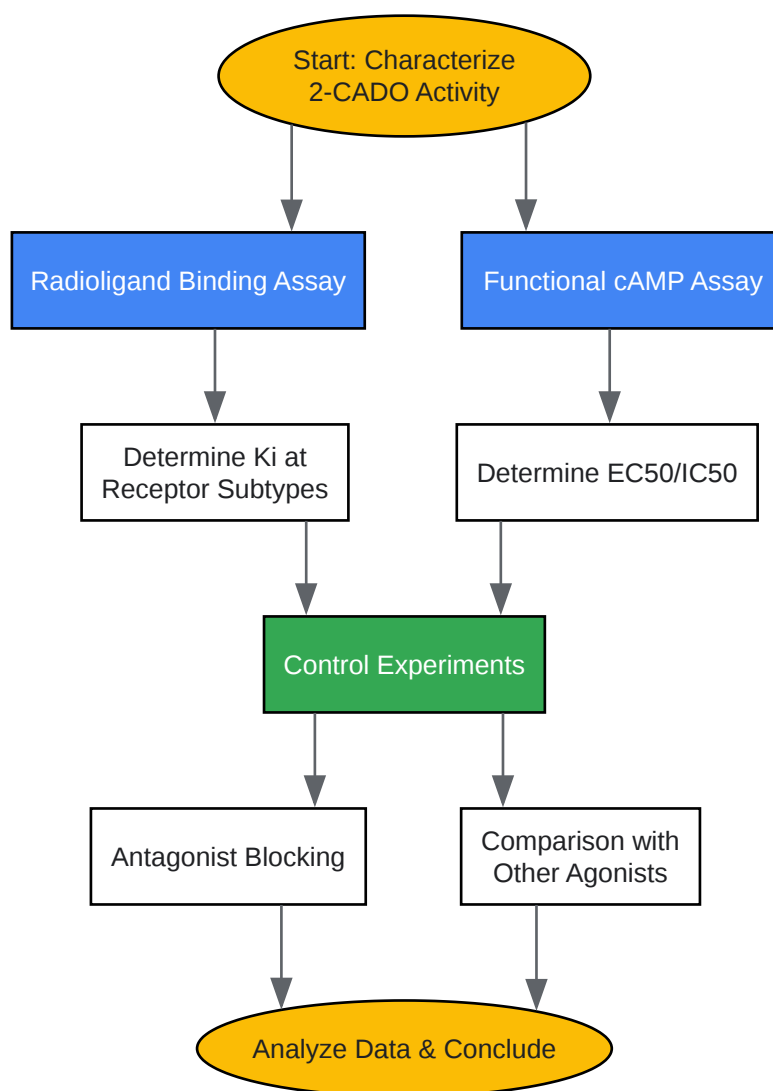 Start: Characterize
2-CADO Activity
Radioligand Binding Assay
Functional cAMP Assay
Determine Ki at
Receptor Subtypes
Determine EC50/IC50
Control Experiments
Antagonist Blocking
Comparison with
Other Agonists
Analyze Data & Conclude